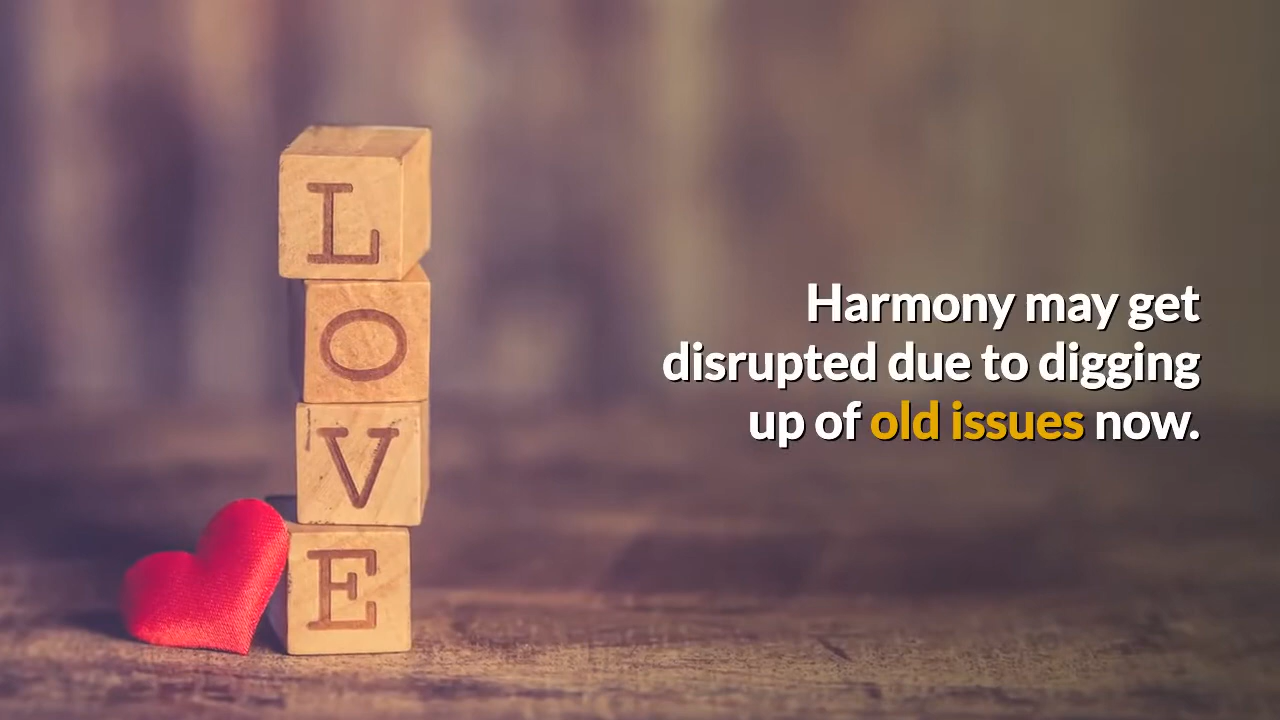 L
O
V
E
Harmony may get
disrupted due to digging
up of old issues now.